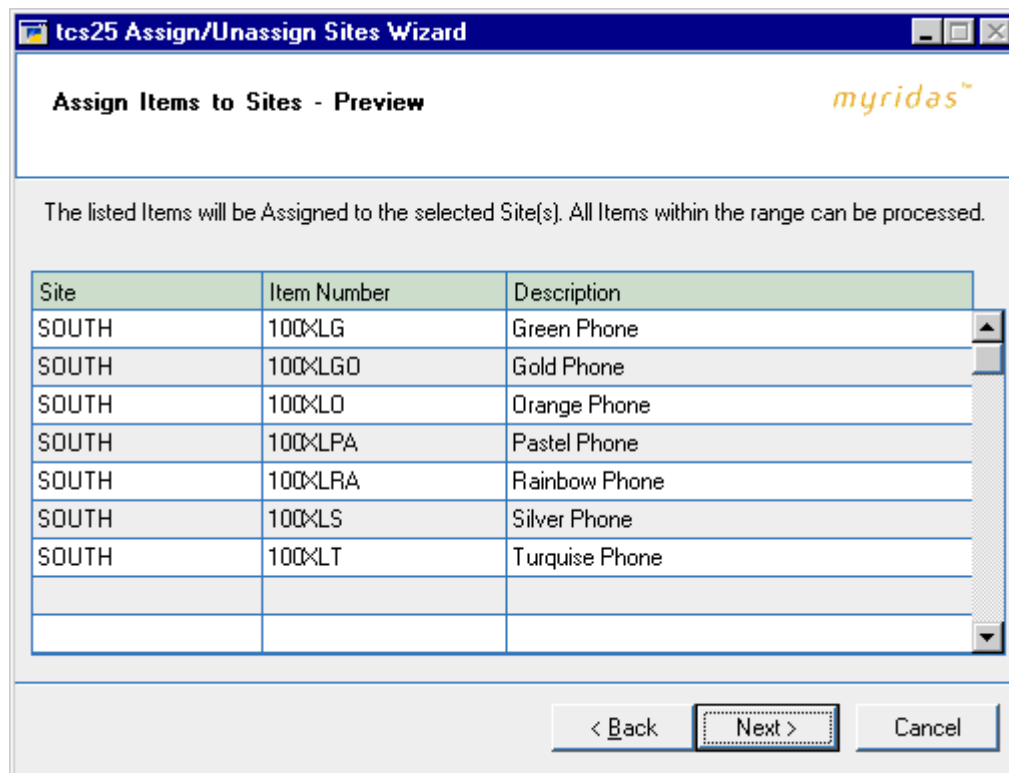 tcs25 Assign/Unassign Sites Wizard
Assign Items to Sites - Preview
myridas™
The listed Items will be Assigned to the selected Site(s). All Items within the range can be processed.
Site Item Number Description
SOUTH 100XLG Green Phone
SOUTH 100XLGO Gold Phone
SOUTH 100XLO Orange Phone
SOUTH 100XLPA Pastel Phone
SOUTH 100XLRA Rainbow Phone
SOUTH 100XLS Silver Phone
SOUTH 100XLT Turquise Phone
< Back Next > Cancel